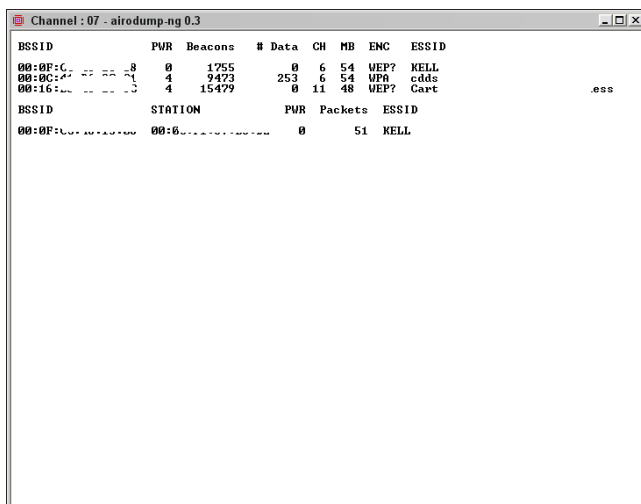 Channel : 07 - airodump-ng 0.3
BSSID PWR Beacons # Data CH MB ENC ESSID
0 1755 0 6 54 WEP? KELL
4 9473 253 6 54 WPA cdds
4 15479 0 11 48 WEP? Cart
BSSID STATION PWR Packets ESSID
0 51 KELL